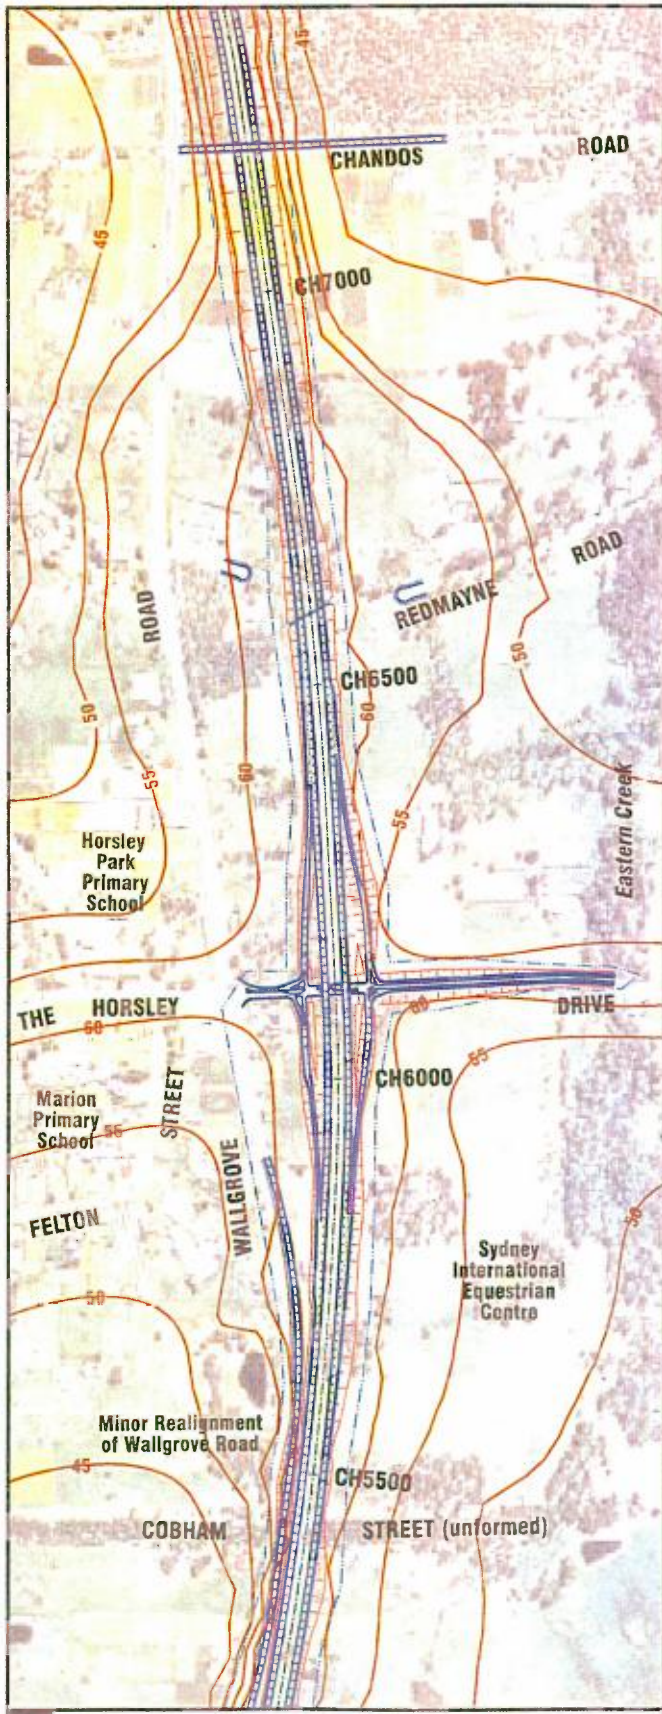 45
CHANDOS
ROAD
45
CH7000
ROAD
ROAD
REDMAYNE
CH6500
50
60
50
55
60
55
Eastern Creek
Horsley
Park
Primary
School
THE HORSLEY
60
60
DRIVE
55
CH6000
STREET
Marion
Primary
School
55
WALLGROVE
FELTON
50
Sydney
International
Equestrian
Centre
50
Minor Realignment
of Wallgrove Road
45
CH5500
COBHAM
STREET (unformed)